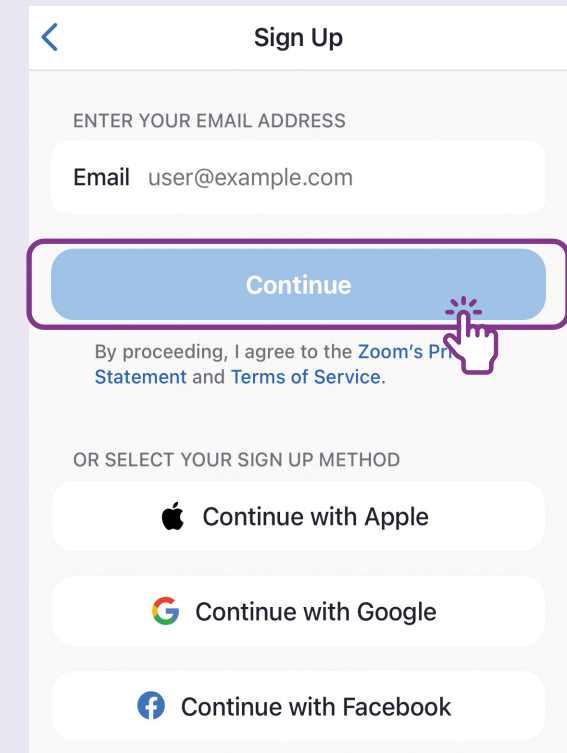 Sign Up
ENTER YOUR EMAIL ADDRESS
Email user@example.com
Continue
By proceeding, I agree to the Zoom's
Statement and Terms of Service.
OR SELECT YOUR SIGN UP METHOD
Continue with Apple
Continue with Google
Continue with Facebook